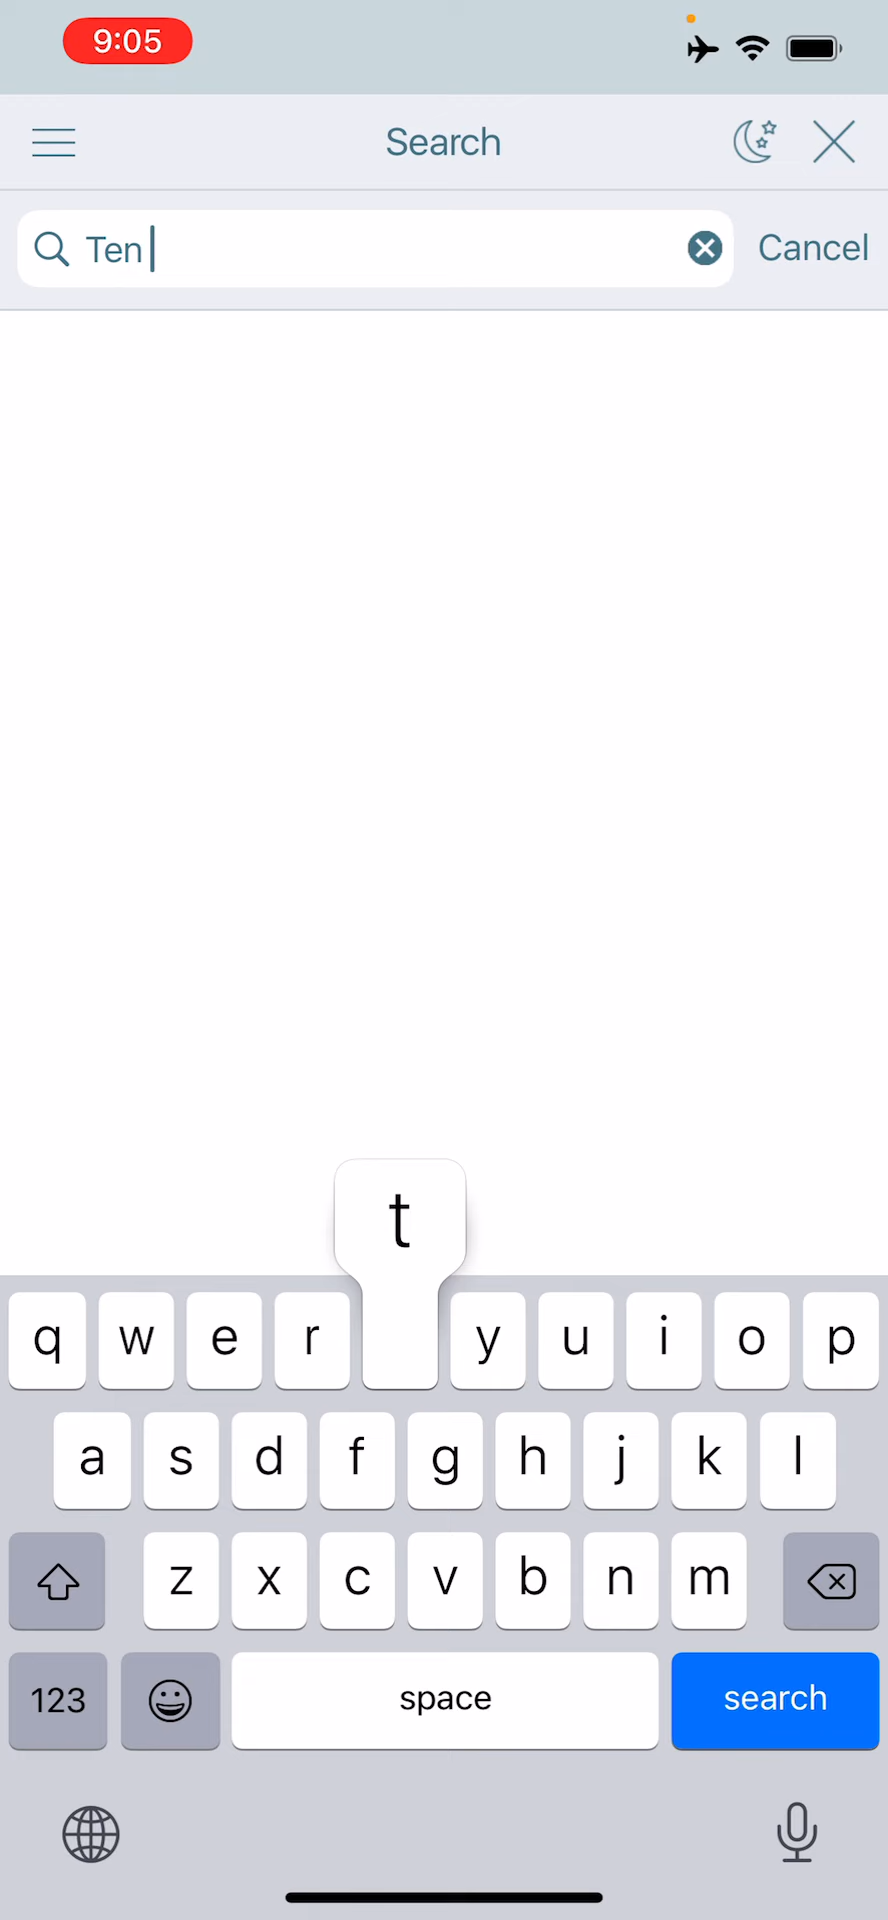 9:05
Search
Ten
Cancel
t
q w e r y u i o p
a s d f g h j k l
z x c v b n m
123 space search